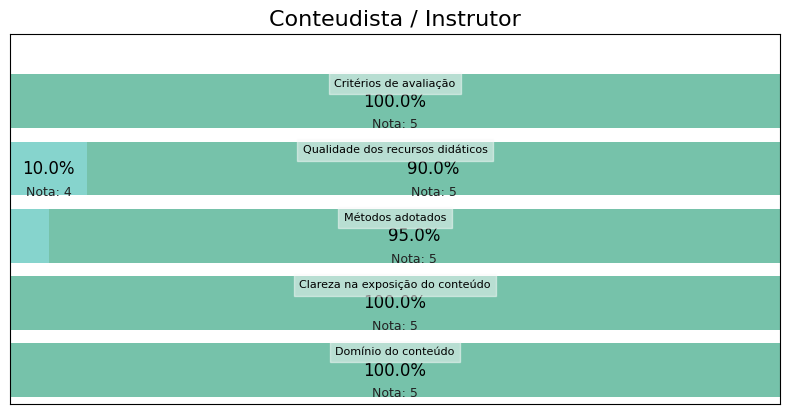 Conteudista / Instrutor
Critérios de avaliação
100.0%
Nota: 5
Qualidade dos recursos didáticos
10.0% 90.0%
Nota: 4 Nota: 5
Métodos adotados
95.0%
Nota: 5
Clareza na exposição do conteúdo
100.0%
Nota: 5
Domínio do conteúdo
100.0%
Nota: 5